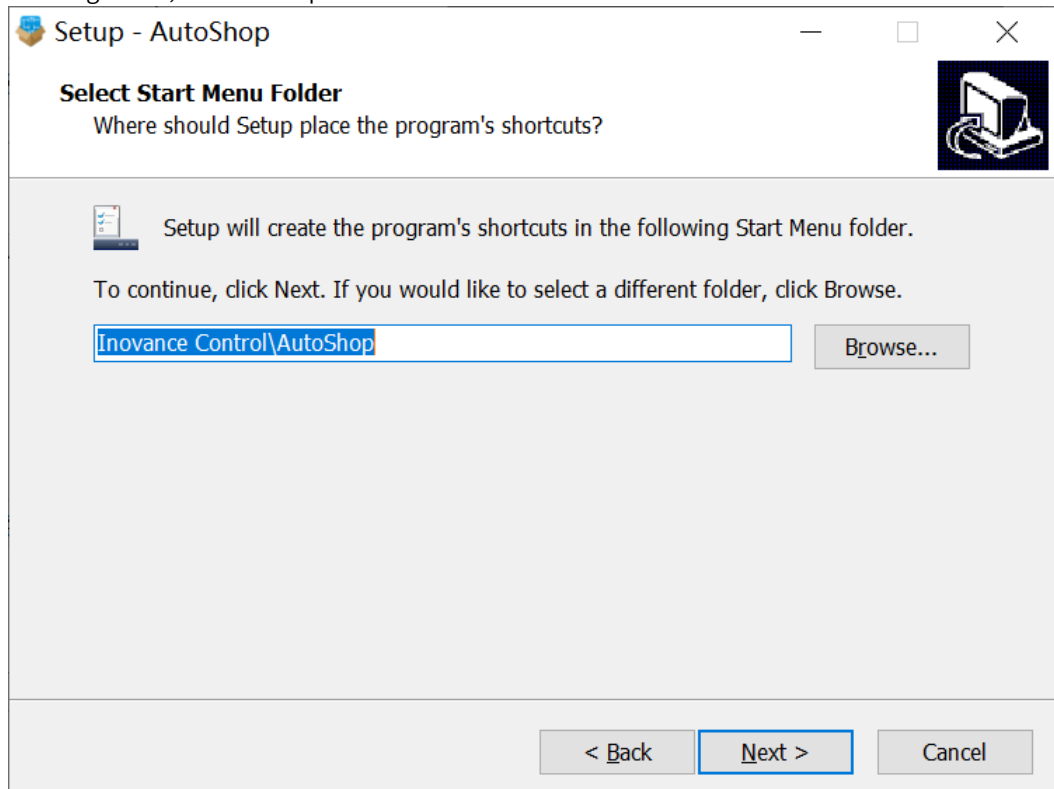 Setup - AutoShop
Select Start Menu Folder
Where should Setup place the program's shortcuts?
Setup will create the program's shortcuts in the following Start Menu folder.
To continue, click Next. If you would like to select a different folder, click Browse.
Inovance Control\AutoShop
Browse...
< Back
Next >
Cancel